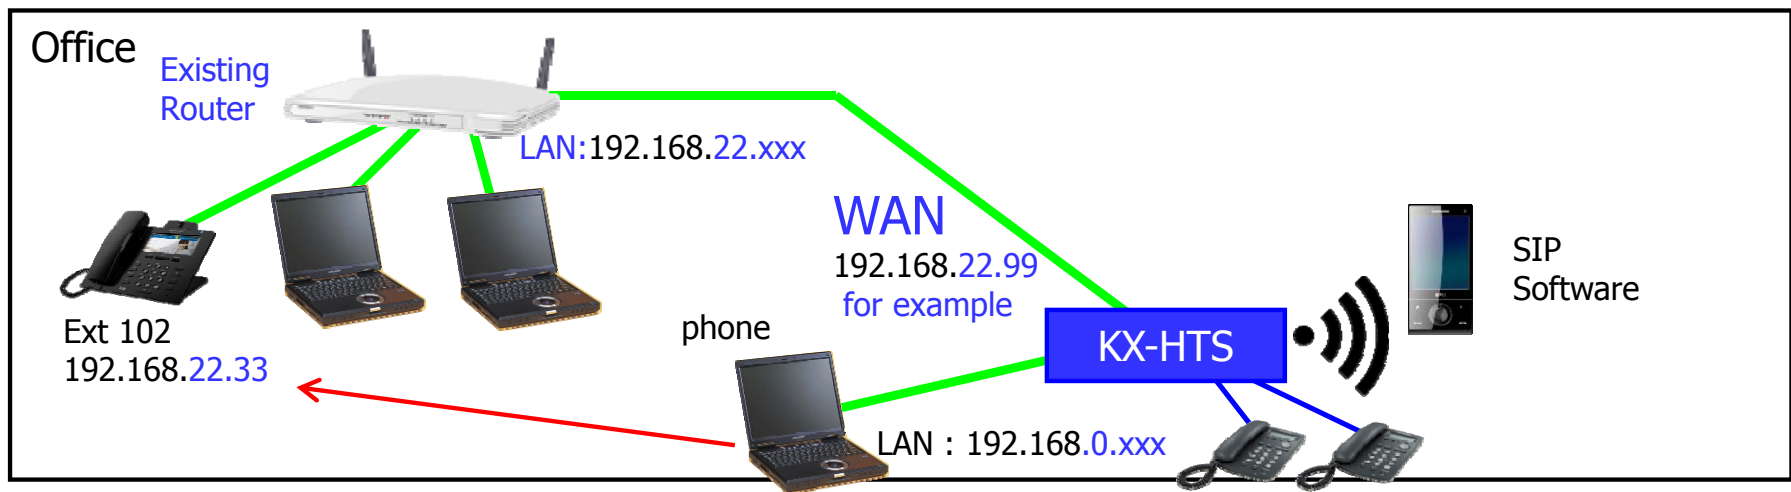 Office
Existing
Router
LAN:192.168.22.xxx
WAN
192.168.22.99
for example
SIP
Software
Ext 102
192.168.22.33
phone
KX-HTS
LAN : 192.168.0.xxx